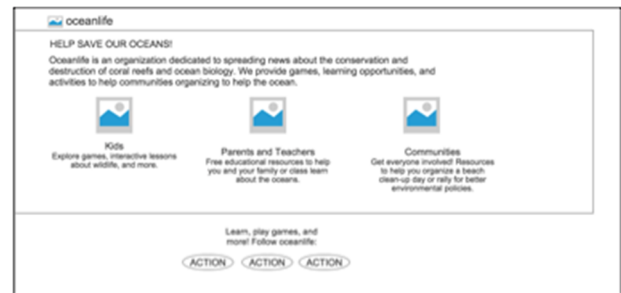 oceanlife
HELP SAVE OUR OCEANS!
Oceanlife is an organization dedicated to spreading news about the conservation and
destruction of coral reefs and ocean biology. We provide games, learning opportunities, and
activities to help communities organizing to help the ocean.
Kids
Explore games, interactive lessons
about wildlife, and more.
Parents and Teachers
Free educational resources to help
you and your family or class learn
about the oceans.
Communities
Get everyone involved! Resources
to help you organize a beach
clean-up day or rally for better
environmental policies.
Learn, play games, and
more! Follow oceanlife:
ACTION ACTION ACTION